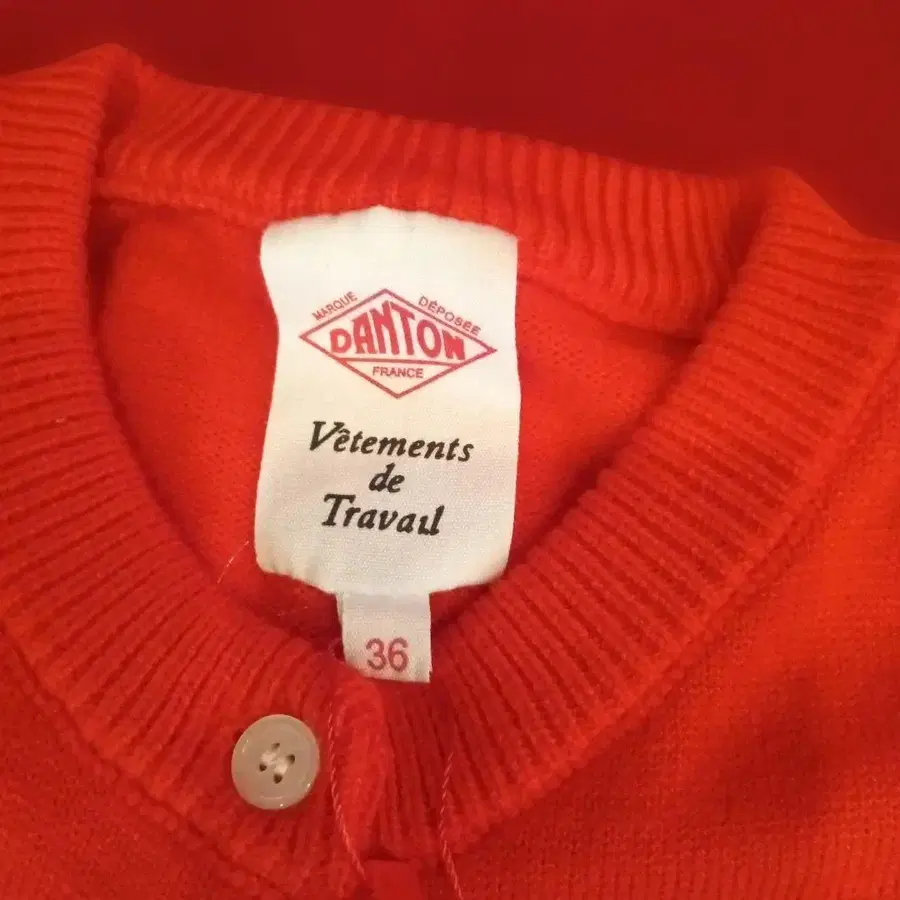 MARQUE DÉPOSÉE
DANTON
FRANCE
Vêtements
de
Travail
36